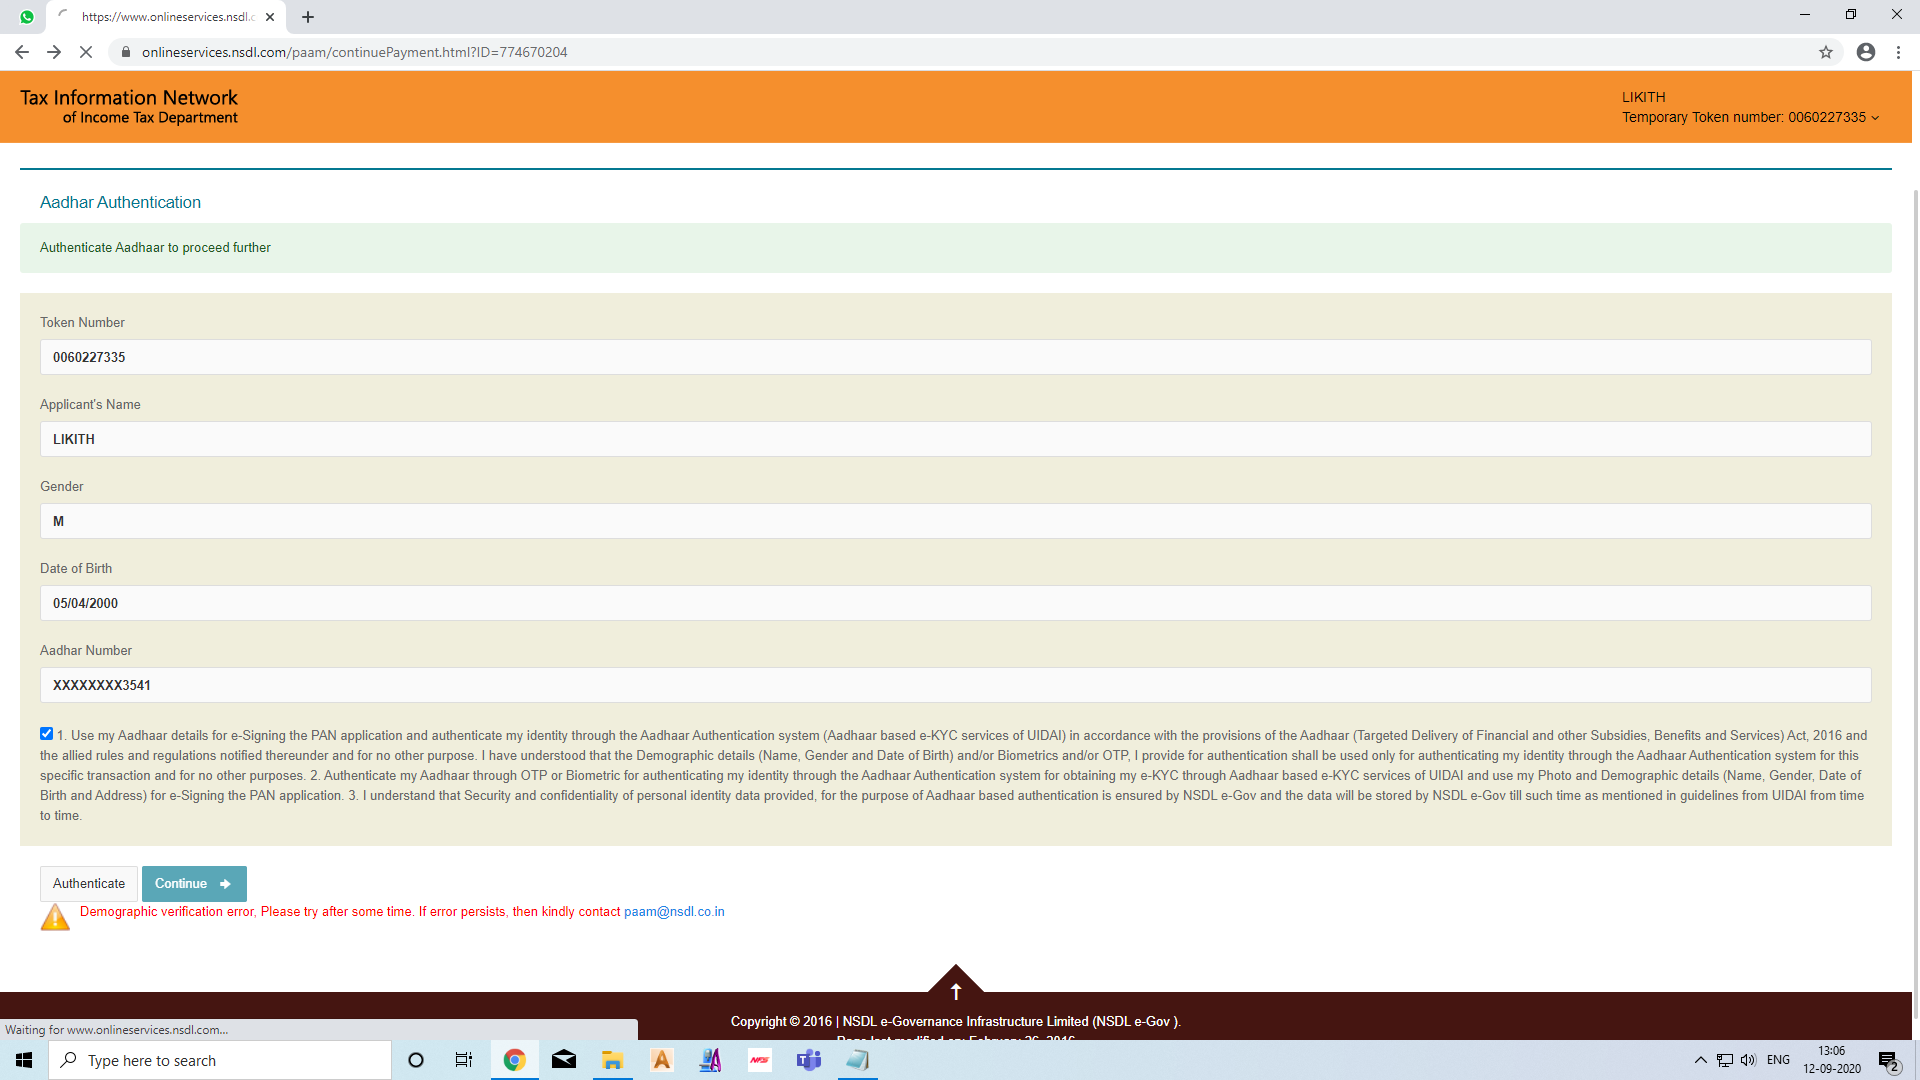 https://www.onlineservices.nsdl.c
onlineservices.nsdl.com/paam/continuePayment.html?ID=774670204
Tax Information Network
of Income Tax Department
LIKITH
Temporary Token number: 0060227335
Aadhar Authentication
Authenticate Aadhaar to proceed further
Token Number
0060227335
Applicant's Name
LIKITH
Gender
M
Date of Birth
05/04/2000
Aadhar Number
XXXXXXXX3541
1. Use my Aadhaar details for e-Signing the PAN application and authenticate my identity through the Aadhaar Authentication system (Aadhaar based e-KYC services of UIDAI) in accordance with the provisions of the Aadhaar (Targeted Delivery of Financial and other Subsidies, Benefits and Services) Act, 2016 and
the allied rules and regulations notified thereunder and for no other purpose. I have understood that the Demographic details (Name, Gender and Date of Birth) and/or Biometrics and/or OTP, I provide for authentication shall be used only for authenticating my identity through the Aadhaar Authentication system for this
specific transaction and for no other purposes. 2. Authenticate my Aadhaar through OTP or Biometric for authenticating my identity through the Aadhaar Authentication system for obtaining my e-KYC through Aadhaar based e-KYC services of UIDAI and use my Photo and Demographic details (Name, Gender, Date of
Birth and Address) for e-Signing the PAN application. 3. I understand that Security and confidentiality of personal identity data provided, for the purpose of Aadhaar based authentication is ensured by NSDL e-Gov and the data will be stored by NSDL e-Gov till such time as mentioned in guidelines from UIDAI from time
to time.
Authenticate
Continue
Demographic verification error, Please try after some time. If error persists, then kindly contact paam@nsdl.co.in
Copyright © 2016 | NSDL e-Governance Infrastructure Limited (NSDL e-Gov ).
Page last modified on: February 26, 2016
Waiting for www.onlineservices.nsdl.com...
Type here to search
NFS
ENG
13:06
12-09-2020
2